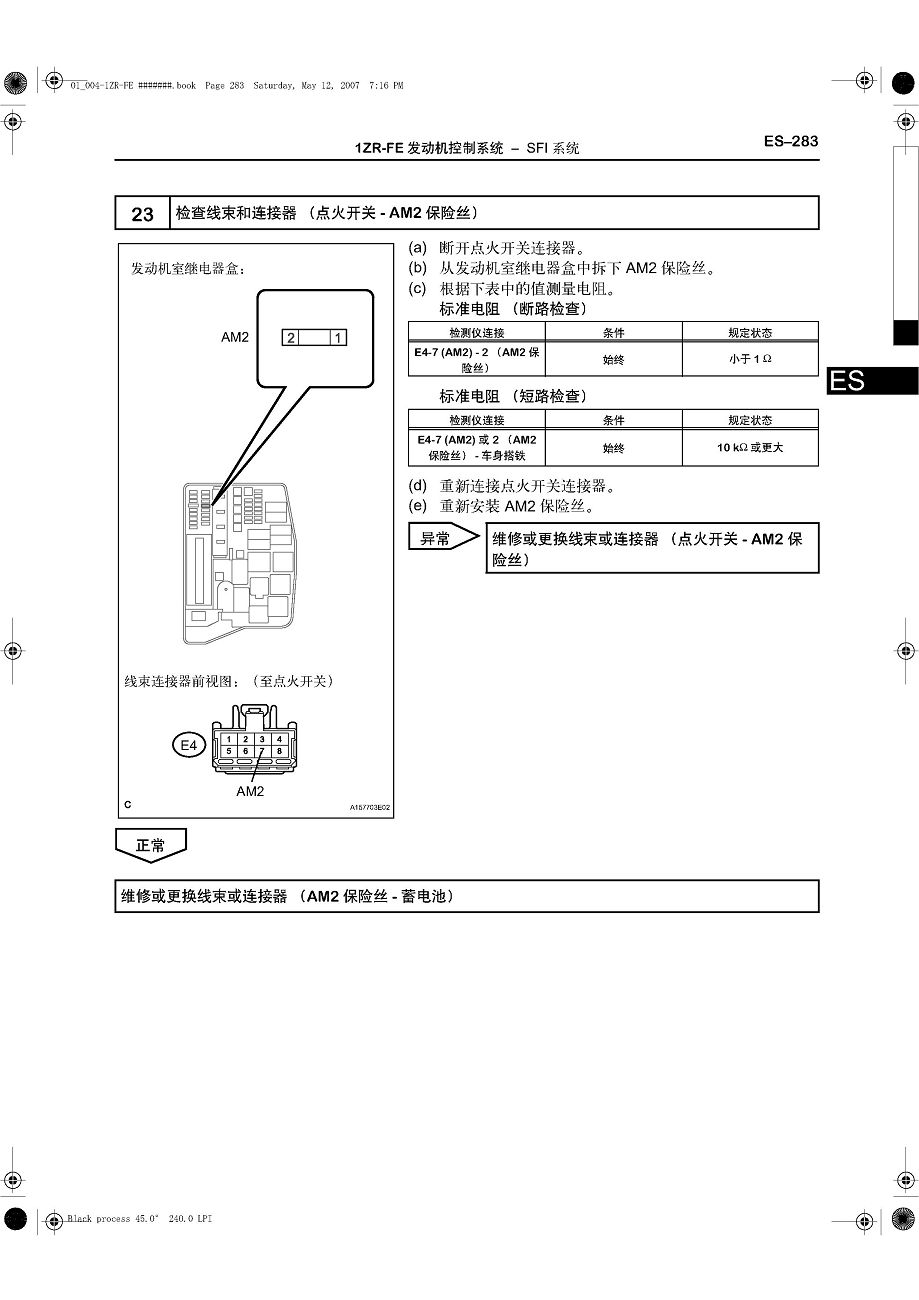 01_004-1ZR-FE #######.book Page 283 Saturday, May 12, 2007 7:16 PM
1ZR-FE 发动机控制系统 – SFI 系统
ES–283
23 检查线束和连接器 （点火开关 - AM2 保险丝）
发动机室继电器盒：
AM2
2 1
线束连接器前视图：（至点火开关）
E4
1 2 3 4
5 6 7 8
AM2
C
A157703E02
(a) 断开点火开关连接器。
(b) 从发动机室继电器盒中拆下 AM2 保险丝。
(c) 根据下表中的值测量电阻。
标准电阻 （断路检查）
检测仪连接 条件 规定状态
E4-7 (AM2) - 2 （AM2 保
险丝） 始终 小于 1 Ω
标准电阻 （短路检查）
检测仪连接 条件 规定状态
E4-7 (AM2) 或 2 （AM2
保险丝） - 车身搭铁 始终 10 kΩ 或更大
(d) 重新连接点火开关连接器。
(e) 重新安装 AM2 保险丝。
异常
维修或更换线束或连接器 （点火开关 - AM2 保
险丝）
ES
正常
维修或更换线束或连接器 （AM2 保险丝 - 蓄电池）
Black process 45.0° 240.0 LPI